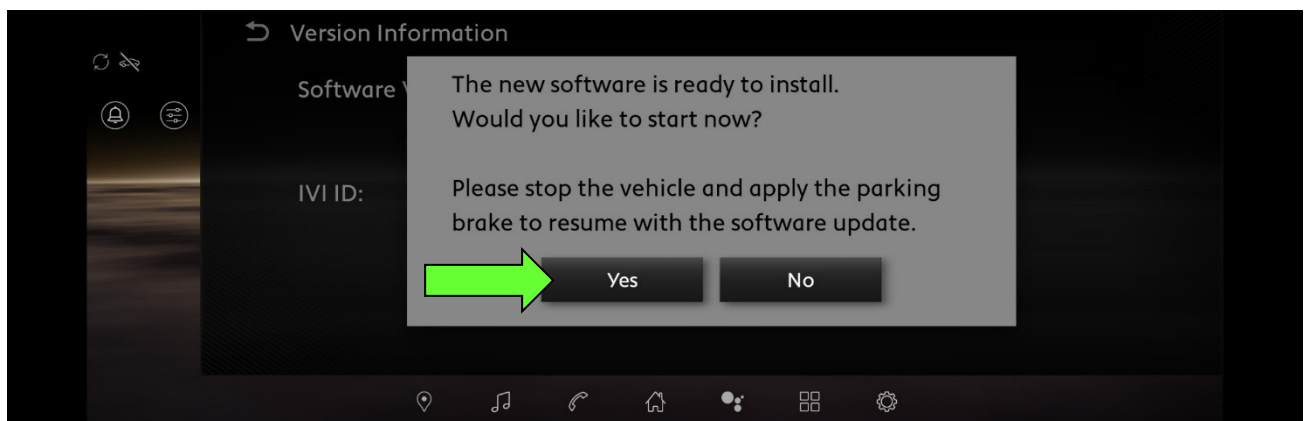 Version Information
Software V
The new software is ready to install.
Would you like to start now?
IVI ID:
Please stop the vehicle and apply the parking
brake to resume with the software update.
Yes
No